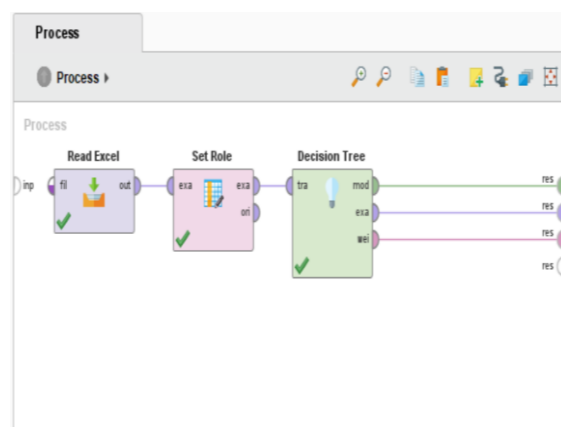 Process
Process
Process
Read Excel
Set Role
Decision Tree
inp
fil
out
exa
exa
tra
mod
res
ori
exa
res
wei
res
res